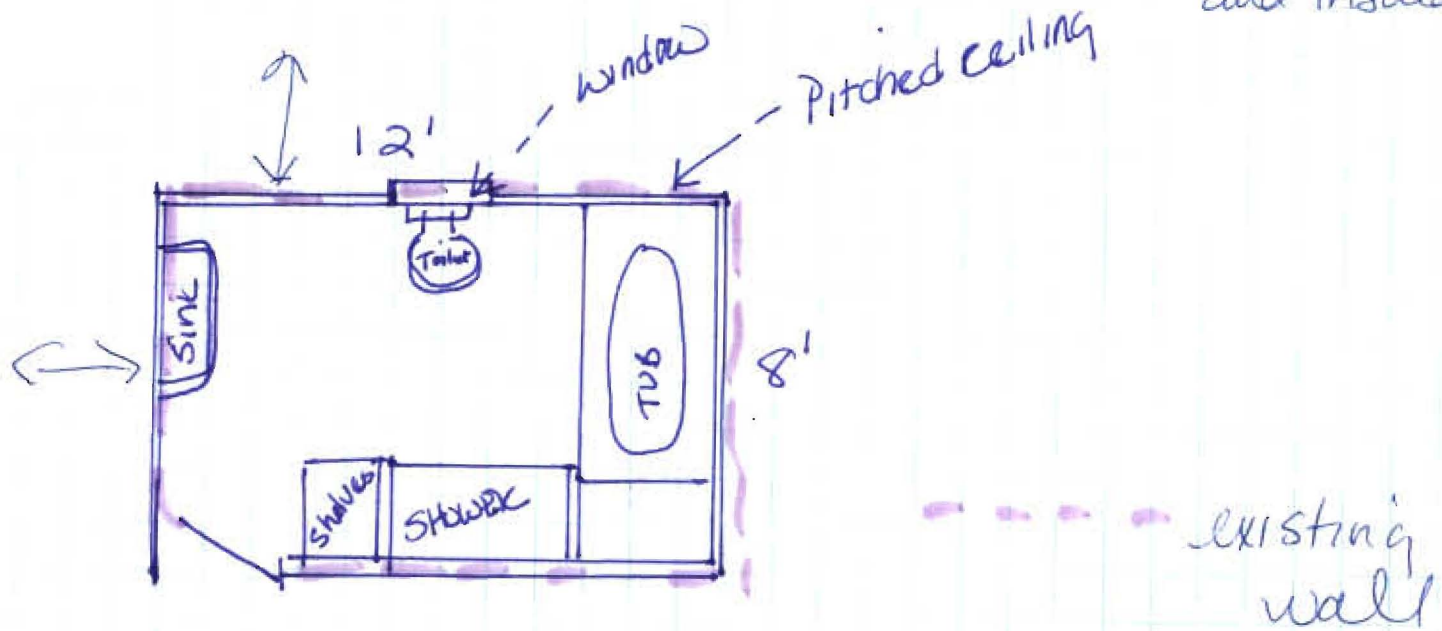 window
Pitched ceiling
12'
Toilet
Sink
TUB
8'
Shelves
SHOWER
existing
wall